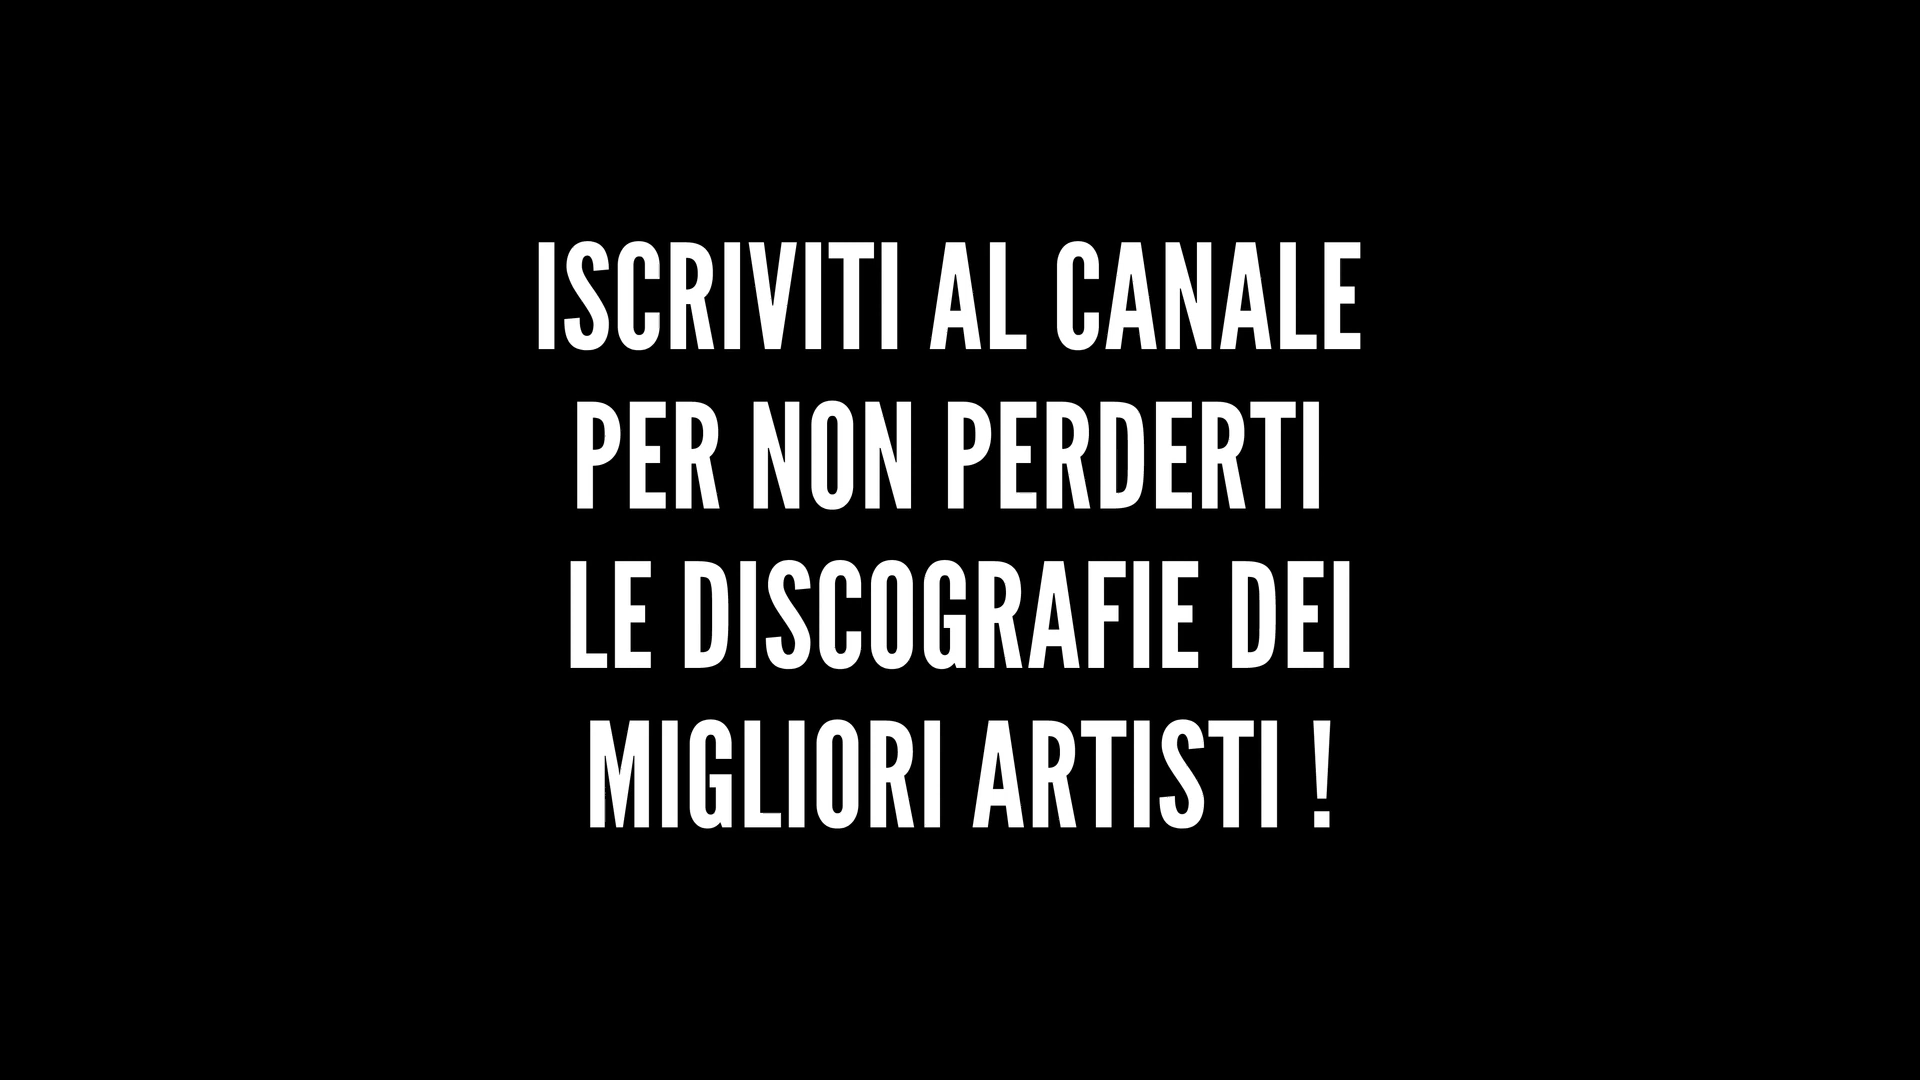 ISCRIVITI AL CANALE
PER NON PERDERTI
LE DISCOGRAFIE DEI
MIGLIORI ARTISTI !